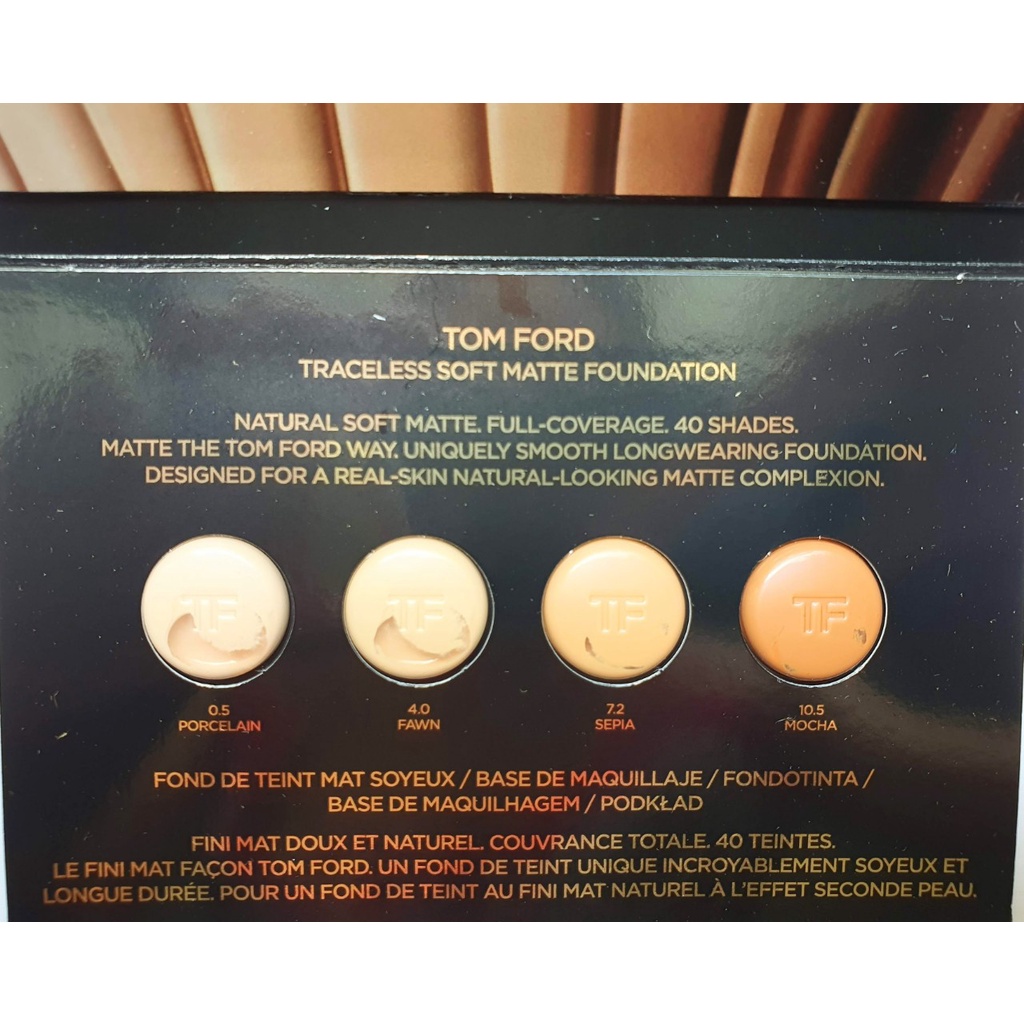 TOM FORD
TRACELESS SOFT MATTE FOUNDATION
NATURAL SOFT MATTE. FULL-COVERAGE. 40 SHADES.
MATTE THE TOM FORD WAY. UNIQUELY SMOOTH LONGWEARING FOUNDATION.
DESIGNED FOR A REAL-SKIN NATURAL-LOOKING MATTE COMPLEXION.
TF TF TF TF
0.5 4.0 7.2 10.5
PORCELAIN FAWN SEPIA MOCHA
FOND DE TEINT MAT SOYEUX / BASE DE MAQUILLAJE / FONDOTINTA /
BASE DE MAQUILHAGEM / PODKŁAD
FINI MAT DOUX ET NATUREL. COUVRANCE TOTALE. 40 TEINTES.
LE FINI MAT FAÇON TOM FORD. UN FOND DE TEINT UNIQUE INCROYABLEMENT SOYEUX ET
LONGUE DURÉE. POUR UN FOND DE TEINT AU FINI MAT NATUREL À L'EFFET SECONDE PEAU.